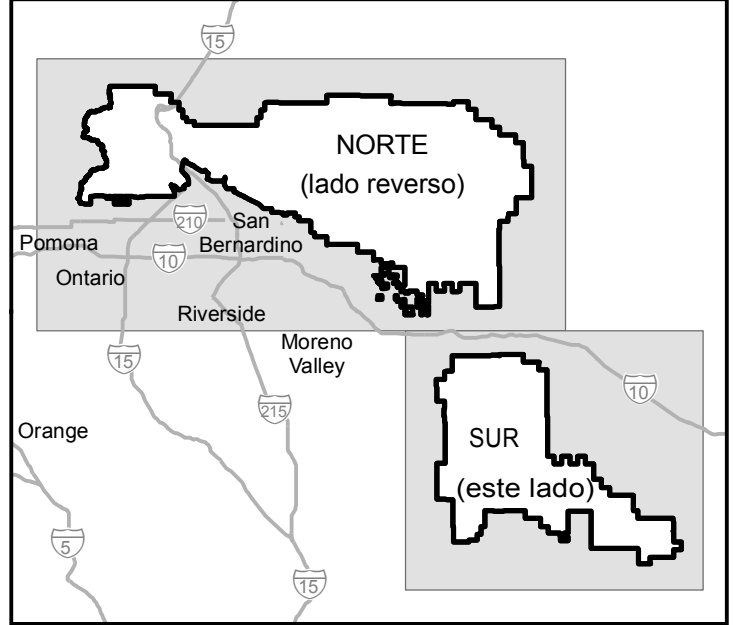 15
NORTE
(lado reverso)
210
San
Bernardino
Pomona
10
Ontario
Riverside
Moreno
Valley
15
10
215
Orange
SUR
(este lado)
5
15